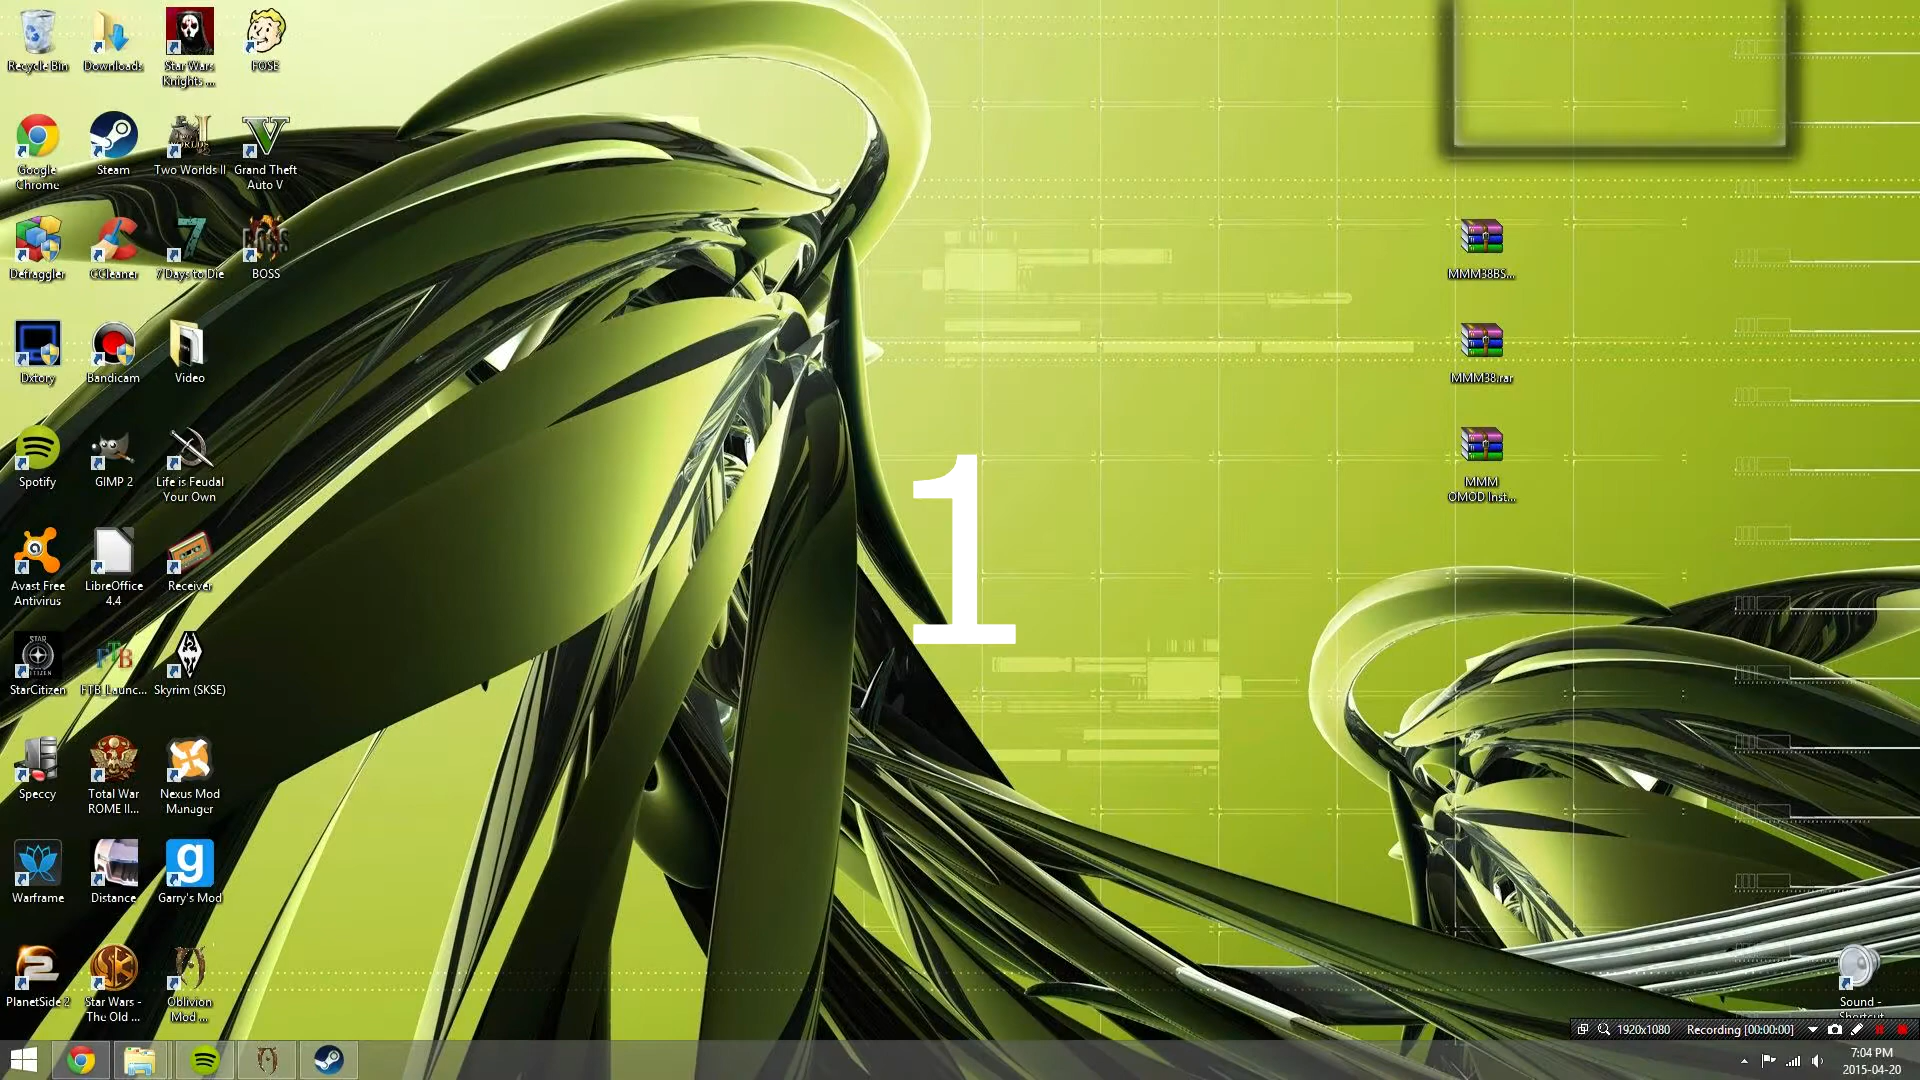 Recycle Bin
Downloads
Star Wars
Knights ...
FOSE
Google
Chrome
Steam
Two Worlds II
Grand Theft
Auto V
Defraggler
CCleaner
7 Days to Die
BOSS
Dxtory
Bandicam
Video
Spotify
GIMP 2
Life is Feudal
Your Own
Avast Free
Antivirus
LibreOffice
4.4
Receiver
StarCitizen
FTB_Launc...
Skyrim (SKSE)
Speccy
Total War
ROME II...
Nexus Mod
Manager
Warframe
Distance
Garry's Mod
PlanetSide 2
Star Wars -
The Old ...
Oblivion
Mod ...
1
MMM38BS...
MMM38.rar
MMM
OMOD Inst...
Sound -
Shortcut
1920x1080 Recording [00:00:00]
7:04 PM
2015-04-20